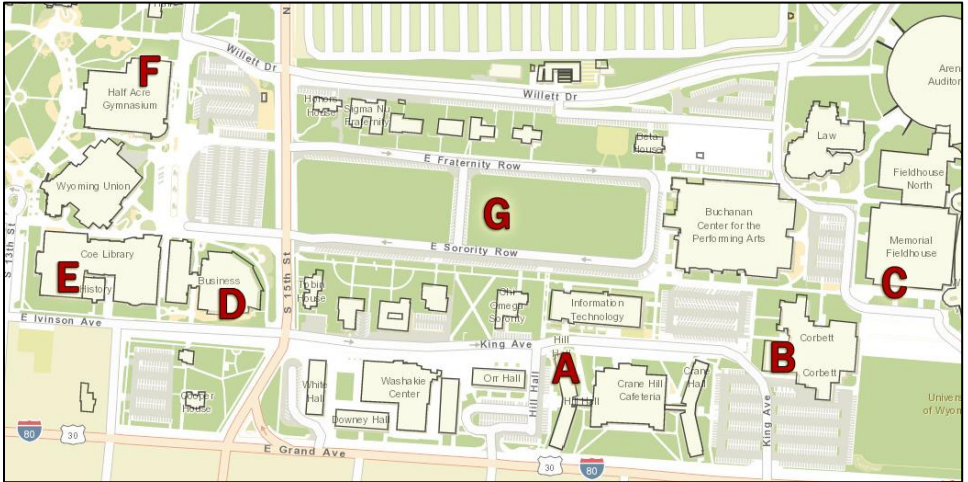 N
Willett Dr
Willett Dr
F
Half Acre
Gymnasium
Honors
House
Sigma Nu
Fraternity
Beta
House
Law
Auditor
Fieldhouse
North
E Fraternity Row
Wyoming Union
G
Buchanan
Center for the
Performing Arts
Memorial
Fieldhouse
C
S 13th St
Coe Library
E
History
E Sorority Row
Business
D
S 15th St
Tobin
House
Chi
Omega
Sorority
Information
Technology
E Ivinson Ave
King Ave
Hill
A
B
Corbett
Corbett
White
Hall
Washakie
Center
Orr Hall
Hill Hall
Hill Hall
Crane Hill
Cafeteria
Crane
Hall
Cooper
House
Downey Hall
King Ave
Univers
of Wyom
80
30
E Grand Ave
30
80